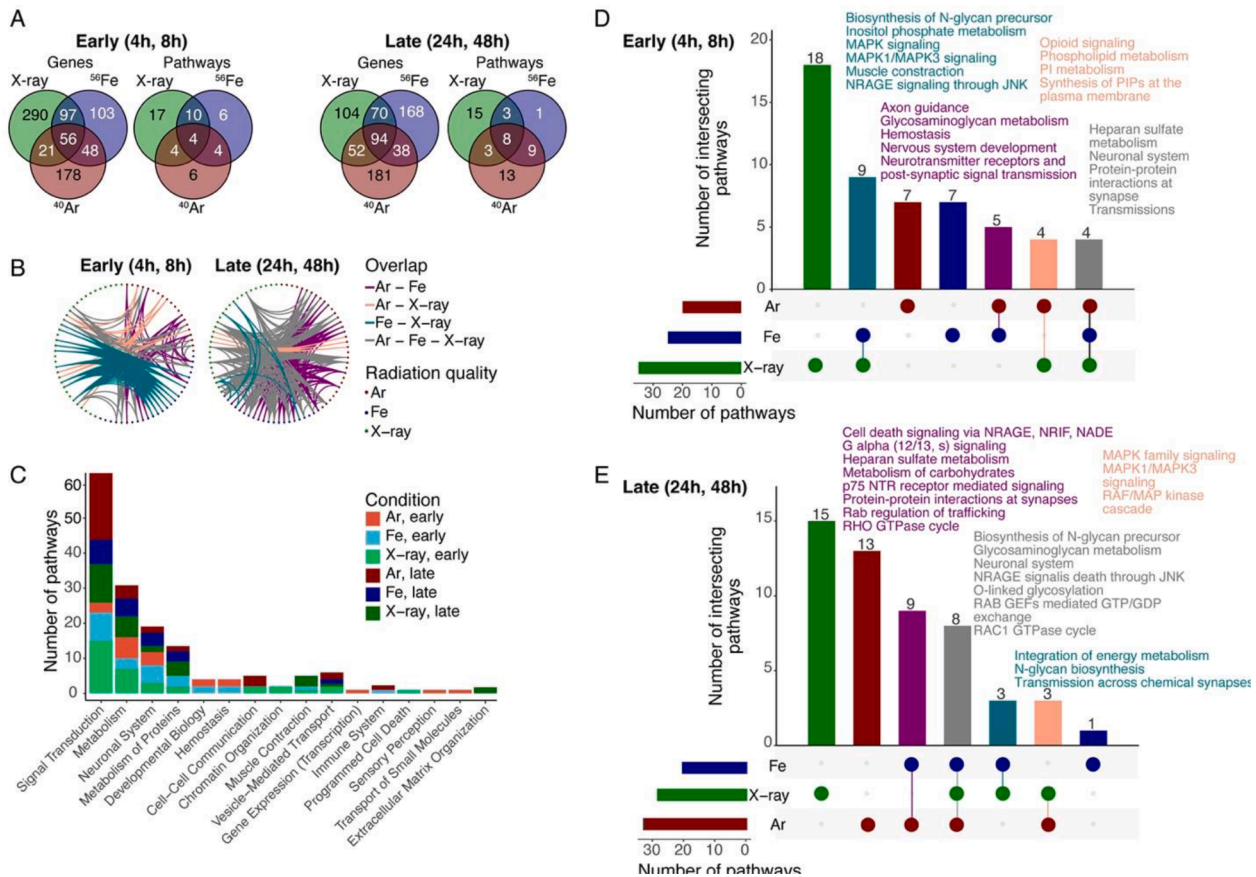 A
Early (4h, 8h)
Genes
Pathways
X-ray
56Fe
X-ray
56Fe
290
97
103
56
21
48
178
40Ar
17
10
6
4
4
4
6
40Ar
Late (24h, 48h)
Genes
Pathways
X-ray
56Fe
X-ray
56Fe
104
70
168
94
52
38
181
40Ar
15
3
1
8
3
9
13
40Ar
B
Early (4h, 8h)
Late (24h, 48h)
Overlap
Ar – Fe
Ar – X-ray
Fe – X-ray
Ar – Fe – X-ray
Radiation quality
Ar
Fe
X-ray
C
Number of pathways
60
50
40
30
20
10
0
Condition
Ar, early
Fe, early
X-ray, early
Ar, late
Fe, late
X-ray, late
Signal Transduction
Metabolism
Neuronal System
Metabolism of Proteins
Developmental Biology
Hemostasis
Cell–Cell Communication
Chromatin Organization
Muscle Contraction
Vesicle–Mediated Transport
Gene Expression (Transcription)
Immune System
Programmed Cell Death
Sensory Perception
Transport of Small Molecules
Extracellular Matrix Organization
D
Early (4h, 8h)
Number of intersecting
pathways
20
15
10
5
0
18
9
7
7
5
4
4
Biosynthesis of N-glycan precursor
Inositol phosphate metabolism
MAPK signaling
MAPK1/MAPK3 signaling
Muscle constraction
NRAGE signaling through JNK
Opioid signaling
Phospholipid metabolism
PI metabolism
Synthesis of PIPs at the
plasma membrane
Axon guidance
Glycosaminoglycan metabolism
Hemostasis
Nervous system development
Neurotransmitter receptors and
post-synaptic signal transmission
Heparan sulfate
metabolism
Neuronal system
Protein-protein
interactions at
synapse
Transmissions
Ar
Fe
X-ray
30 20 10 0
Number of pathways
E
Late (24h, 48h)
Number of intersecting
pathways
15
10
5
0
15
13
9
8
3
3
1
Cell death signaling via NRAGE, NRIF, NADE
G alpha (12/13, s) signaling
Heparan sulfate metabolism
Metabolism of carbohydrates
p75 NTR receptor mediated signaling
Protein-protein interactions at synapses
Rab regulation of trafficking
RHO GTPase cycle
MAPK family signaling
MAPK1/MAPK3
signaling
RAF/MAP kinase
cascade
Biosynthesis of N-glycan precursor
Glycosaminoglycan metabolism
Neuronal system
NRAGE signalis death through JNK
O-linked glycosylation
RAB GEFs mediated GTP/GDP
exchange
RAC1 GTPase cycle
Integration of energy metabolism
N-glycan biosynthesis
Transmission across chemical synapses
Fe
X-ray
Ar
30 20 10 0
Number of pathways